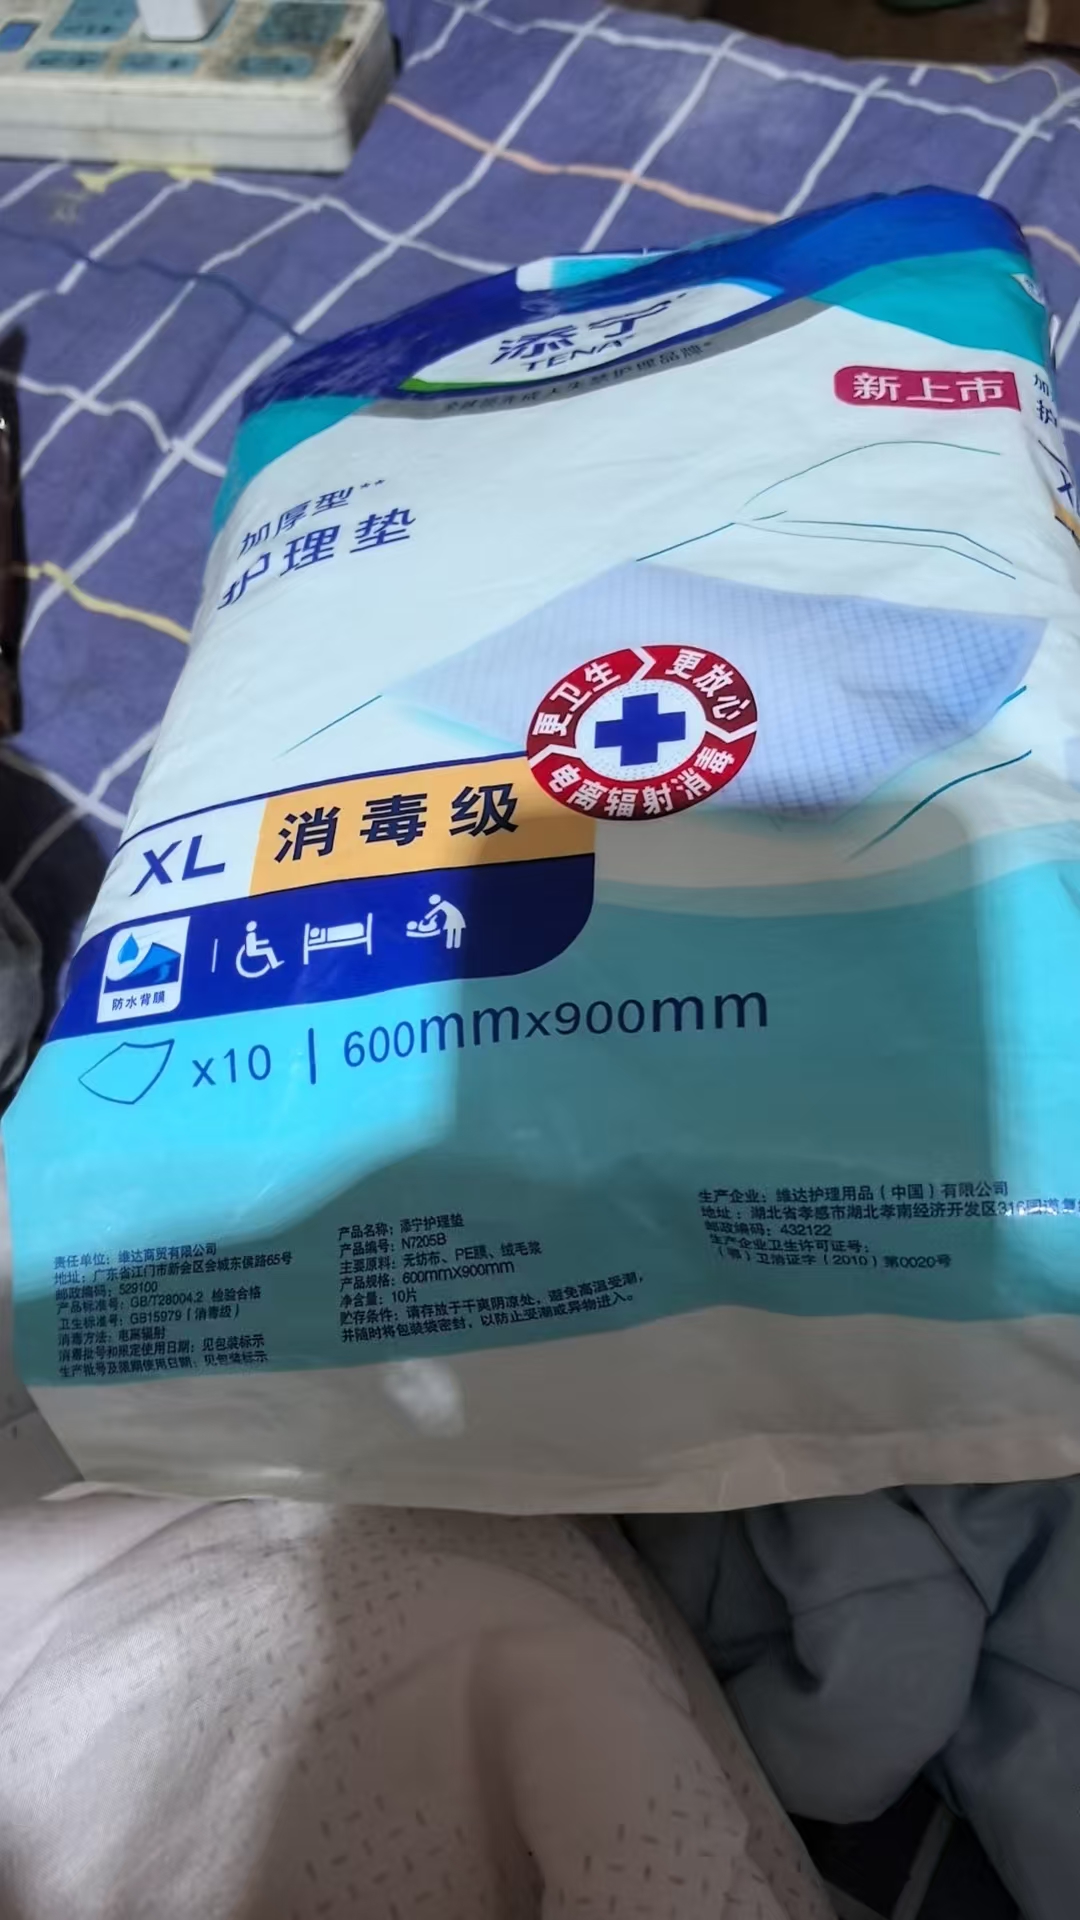 添宁
TENA
新上市
加厚型**
护理垫
更卫生
更放心
电离辐射消毒
XL
消毒级
防水背膜
x10 | 600mmx900mm
责任单位：维达商贸有限公司
地址：广东省江门市新会区会城东侯路65号
邮政编码：529100
产品标准号：GB/T28004.2 检验合格
卫生标准号：GB15979（消毒级）
消毒方法：电离辐射
消毒批号和限定使用日期：见包装标示
生产批号及限期使用日期：见包装标示
产品名称：添宁护理垫
产品编号：N7205B
主要原料：无纺布、PE膜、绒毛浆
产品规格：600mmX900mm
净含量：10片
贮存条件：请存放于干爽阴凉处，避免高温受潮，
并随时将包装袋密封，以防止受潮或异物进入。
生产企业：维达护理用品（中国）有限公司
地址：湖北省孝感市湖北孝南经济开发区316国道
邮政编码：432122
生产企业卫生许可证号：
（鄂）卫消证字（2010）第0020号